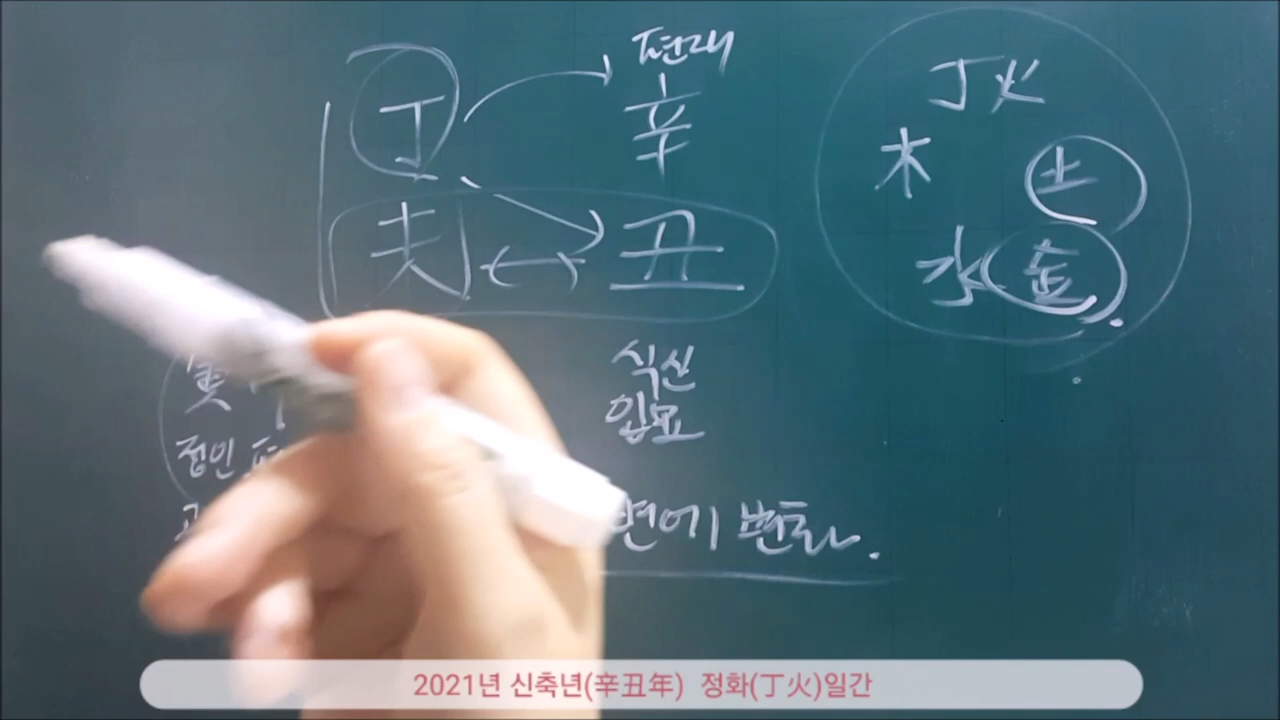 편재
丁 辛
未 丑
丁火
木 土
水 金
식신
입묘
寅
정인
변에 변화.
2021년 신축년(辛丑年) 정화(丁火)일간